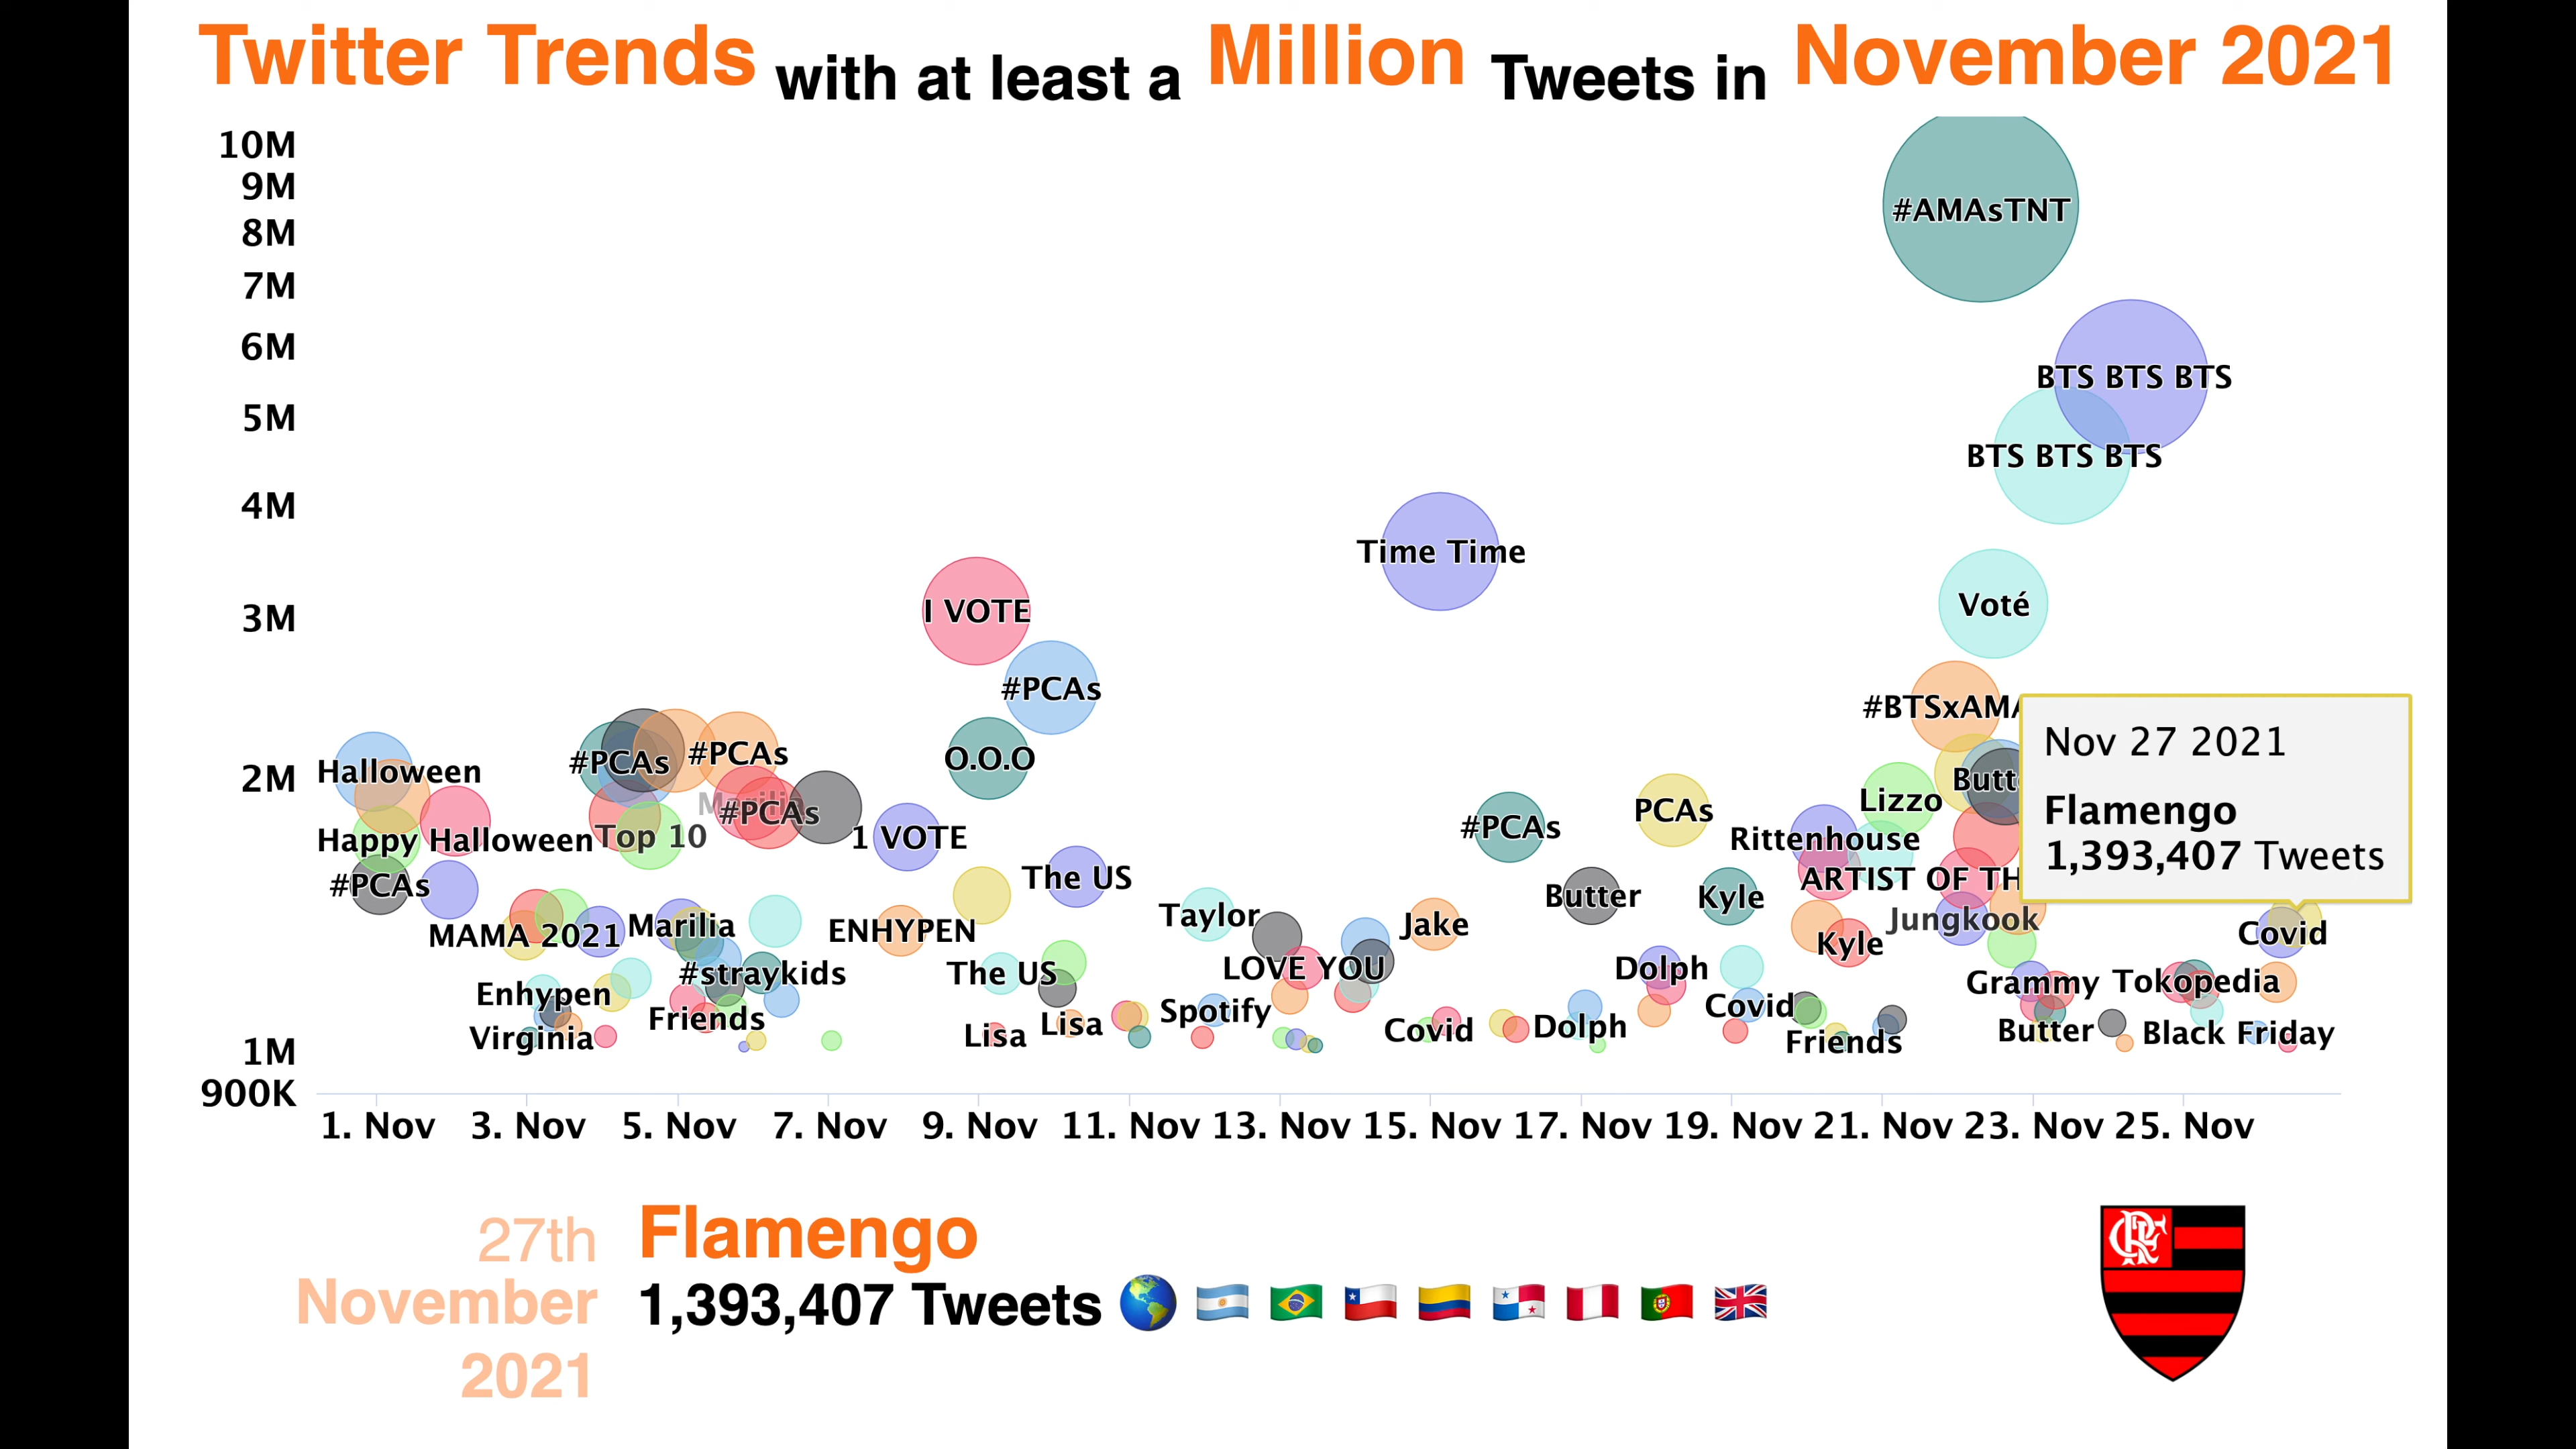 Twitter Trends with at least a Million Tweets in November 2021
10M
9M
8M
7M
6M
5M
4M
3M
2M
1M
900K
#AMAsTNT
BTS BTS BTS
BTS BTS BTS
Time Time
I VOTE
Voté
#PCAs
#BTSxAMA
Halloween
#PCAs
#PCAs
O.O.O
Butt
#PCAs
Lizzo
Happy Halloween
Top 10
1 VOTE
#PCAs
PCAs
Rittenhouse
#PCAs
The US
Butter
Kyle
ARTIST OF TH
MAMA 2021
Marilia
ENHYPEN
Taylor
Jake
Kyle
Jungkook
Covid
Enhypen
#straykids
The US
LOVE YOU
Dolph
Grammy
Tokopedia
Virginia
Friends
Lisa
Lisa
Spotify
Covid
Dolph
Covid
Friends
Butter
Black Friday
Nov 27 2021
Flamengo
1,393,407 Tweets
1. Nov
3. Nov
5. Nov
7. Nov
9. Nov
11. Nov
13. Nov
15. Nov
17. Nov
19. Nov
21. Nov
23. Nov
25. Nov
27th
November
2021
Flamengo
1,393,407 Tweets